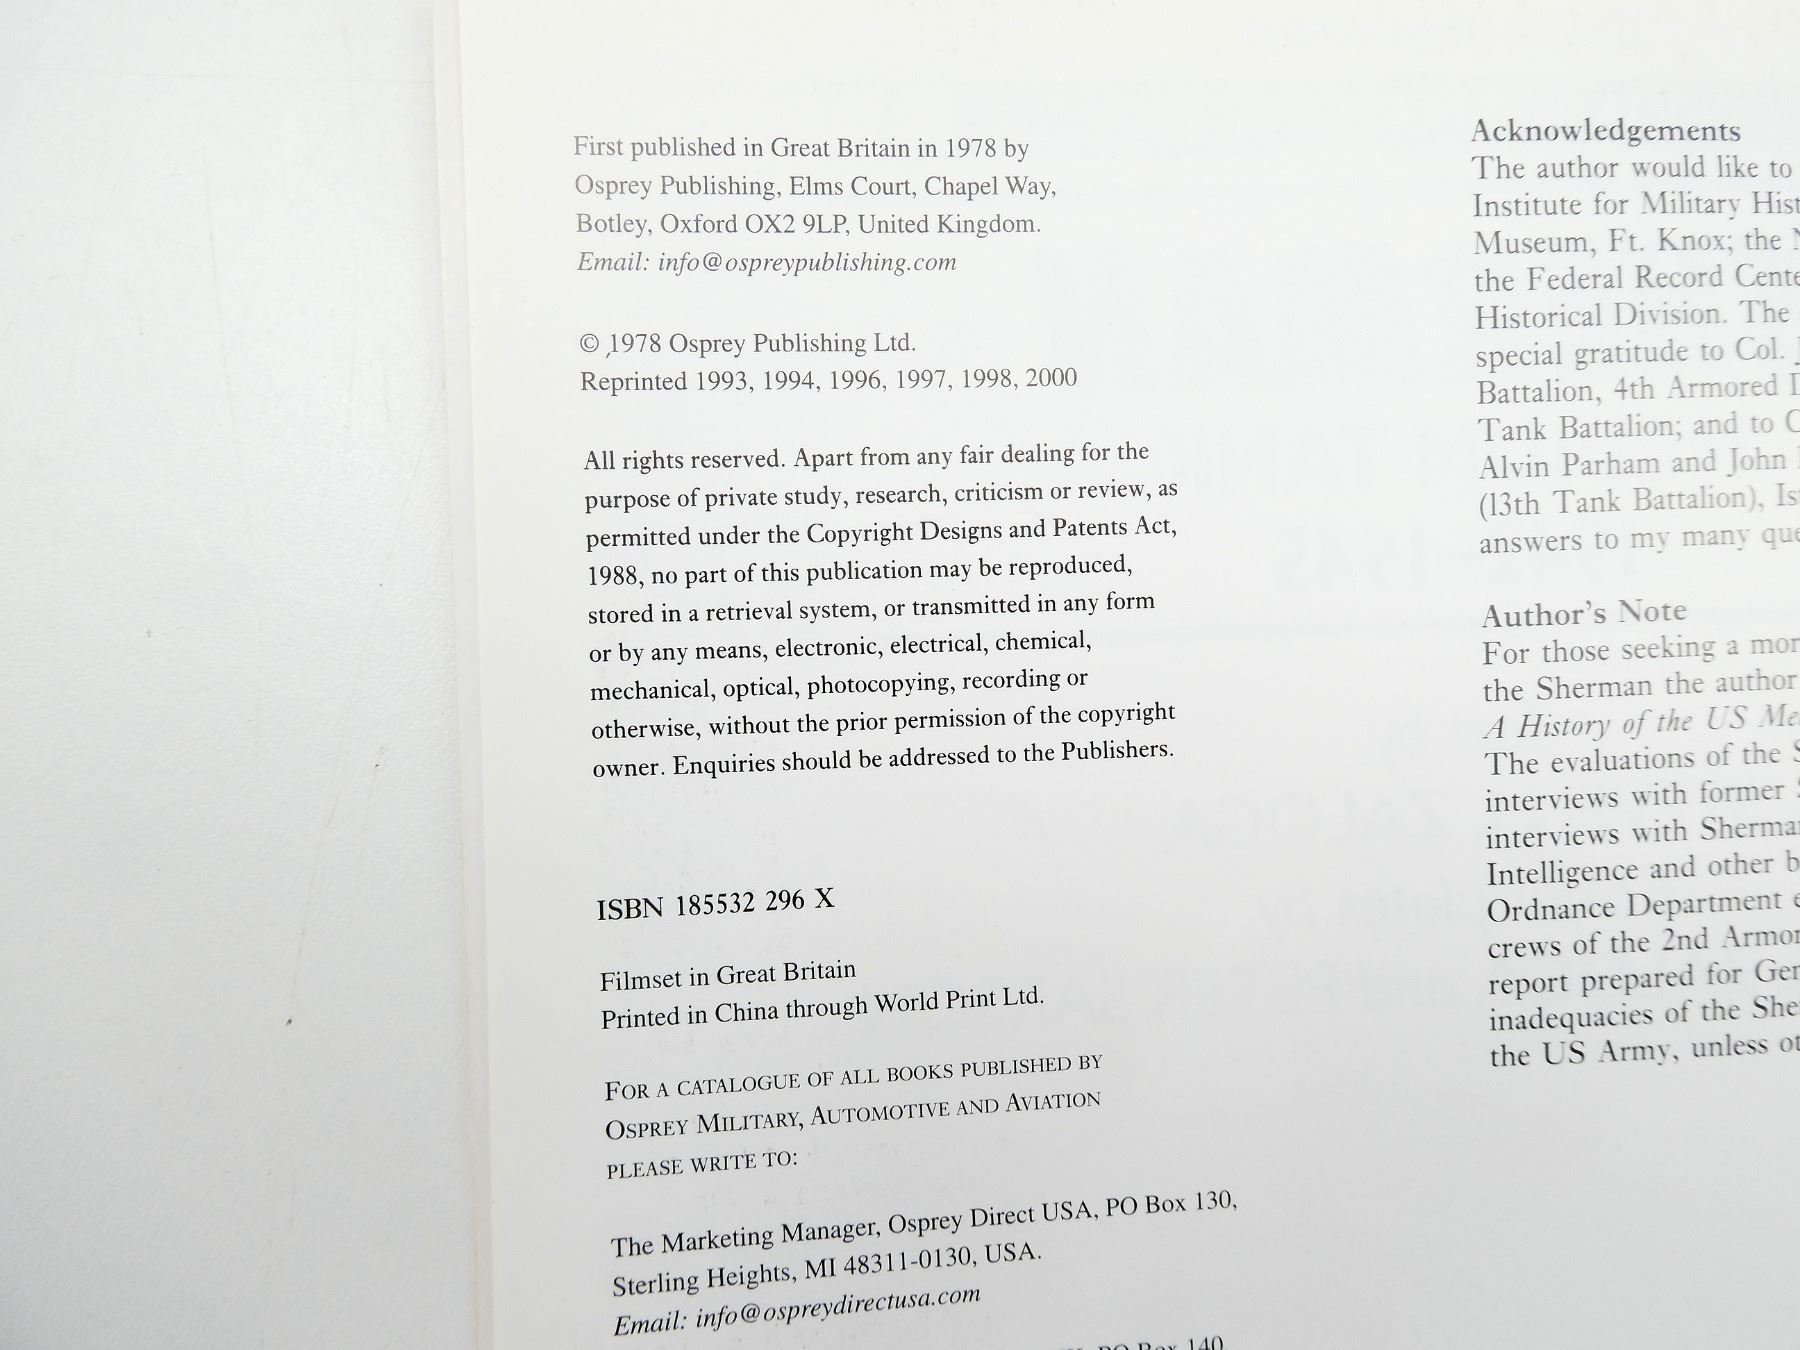 First published in Great Britain in 1978 by
Osprey Publishing, Elms Court, Chapel Way,
Botley, Oxford OX2 9LP, United Kingdom.
Email: info@ospreypublishing.com
© 1978 Osprey Publishing Ltd.
Reprinted 1993, 1994, 1996, 1997, 1998, 2000
All rights reserved. Apart from any fair dealing for the
purpose of private study, research, criticism or review, as
permitted under the Copyright Designs and Patents Act,
1988, no part of this publication may be reproduced,
stored in a retrieval system, or transmitted in any form
or by any means, electronic, electrical, chemical,
mechanical, optical, photocopying, recording or
otherwise, without the prior permission of the copyright
owner. Enquiries should be addressed to the Publishers.
ISBN 185532 296 X
Filmset in Great Britain
Printed in China through World Print Ltd.
FOR A CATALOGUE OF ALL BOOKS PUBLISHED BY
OSPREY MILITARY, AUTOMOTIVE AND AVIATION
PLEASE WRITE TO:
The Marketing Manager, Osprey Direct USA, PO Box 130,
Sterling Heights, MI 48311-0130, USA.
Email: info@ospreydirectusa.com
PO Box 140
Acknowledgements
The author would like to
Institute for Military
Museum, Ft. Knox; the
the Federal Record
Historical Division. The
special gratitude to Col.
Battalion, 4th Armored
Tank Battalion; and to
Alvin Parham and John
(13th Tank Battalion),
answers to my many
Author's Note
For those seeking a
the Sherman the author
A History of the US
The evaluations of the
interviews with former
interviews with
Intelligence and other
Ordnance Department
crews of the 2nd
report prepared for
inadequacies of the
the US Army, unless